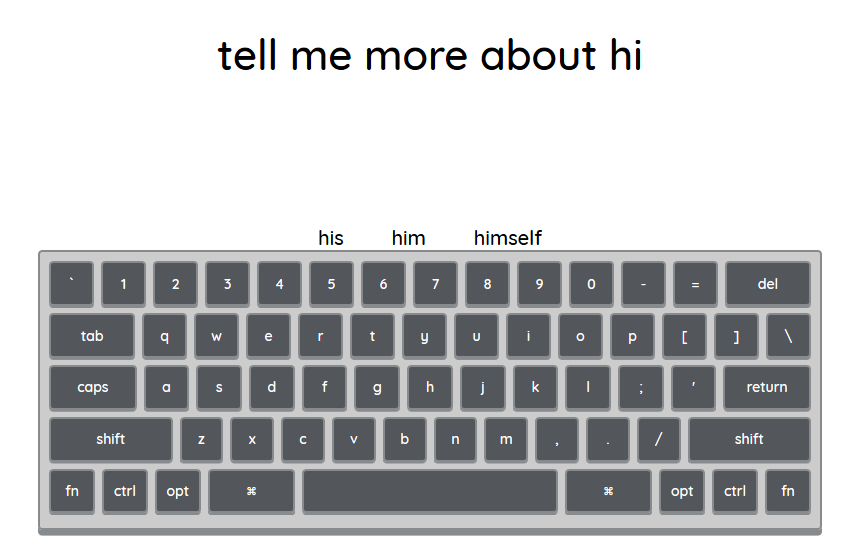 tell me more about hi
his him himself
` 1 2 3 4 5 6 7 8 9 0 - = del
tab q w e r t y u i o p [ ] \
caps a s d f g h j k l ; ' return
shift z x c v b n m , . / shift
fn ctrl opt ⌘ ⌘ opt ctrl fn